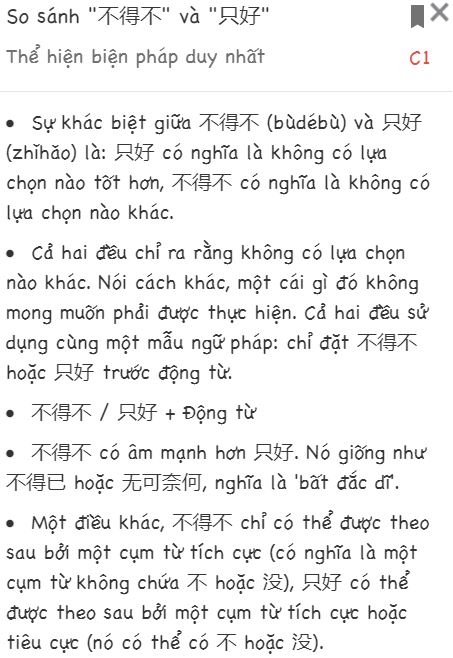 So sánh "不得不" và "只好"
Thể hiện biện pháp duy nhất
C1
• Sự khác biệt giữa 不得不 (bùdébù) và 只好
(zhǐhǎo) là: 只好 có nghĩa là không có lựa
chọn nào tốt hơn, 不得不 có nghĩa là không có
lựa chọn nào khác.
• Cả hai đều chỉ ra rằng không có lựa chọn
nào khác. Nói cách khác, một cái gì đó không
mong muốn phải được thực hiện. Cả hai đều sử
dụng cùng một mẫu ngữ pháp: chỉ đặt 不得不
hoặc 只好 trước động từ.
• 不得不 / 只好 + Động từ
• 不得不 có âm mạnh hơn 只好. Nó giống như
不得已 hoặc 无可奈何, nghĩa là 'bất đắc dĩ'.
• Một điều khác, 不得不 chỉ có thể được theo
sau bởi một cụm từ tích cực (có nghĩa là một
cụm từ không chứa 不 hoặc 没), 只好 có thể
được theo sau bởi một cụm từ tích cực hoặc
tiêu cực (nó có thể có 不 hoặc 没).